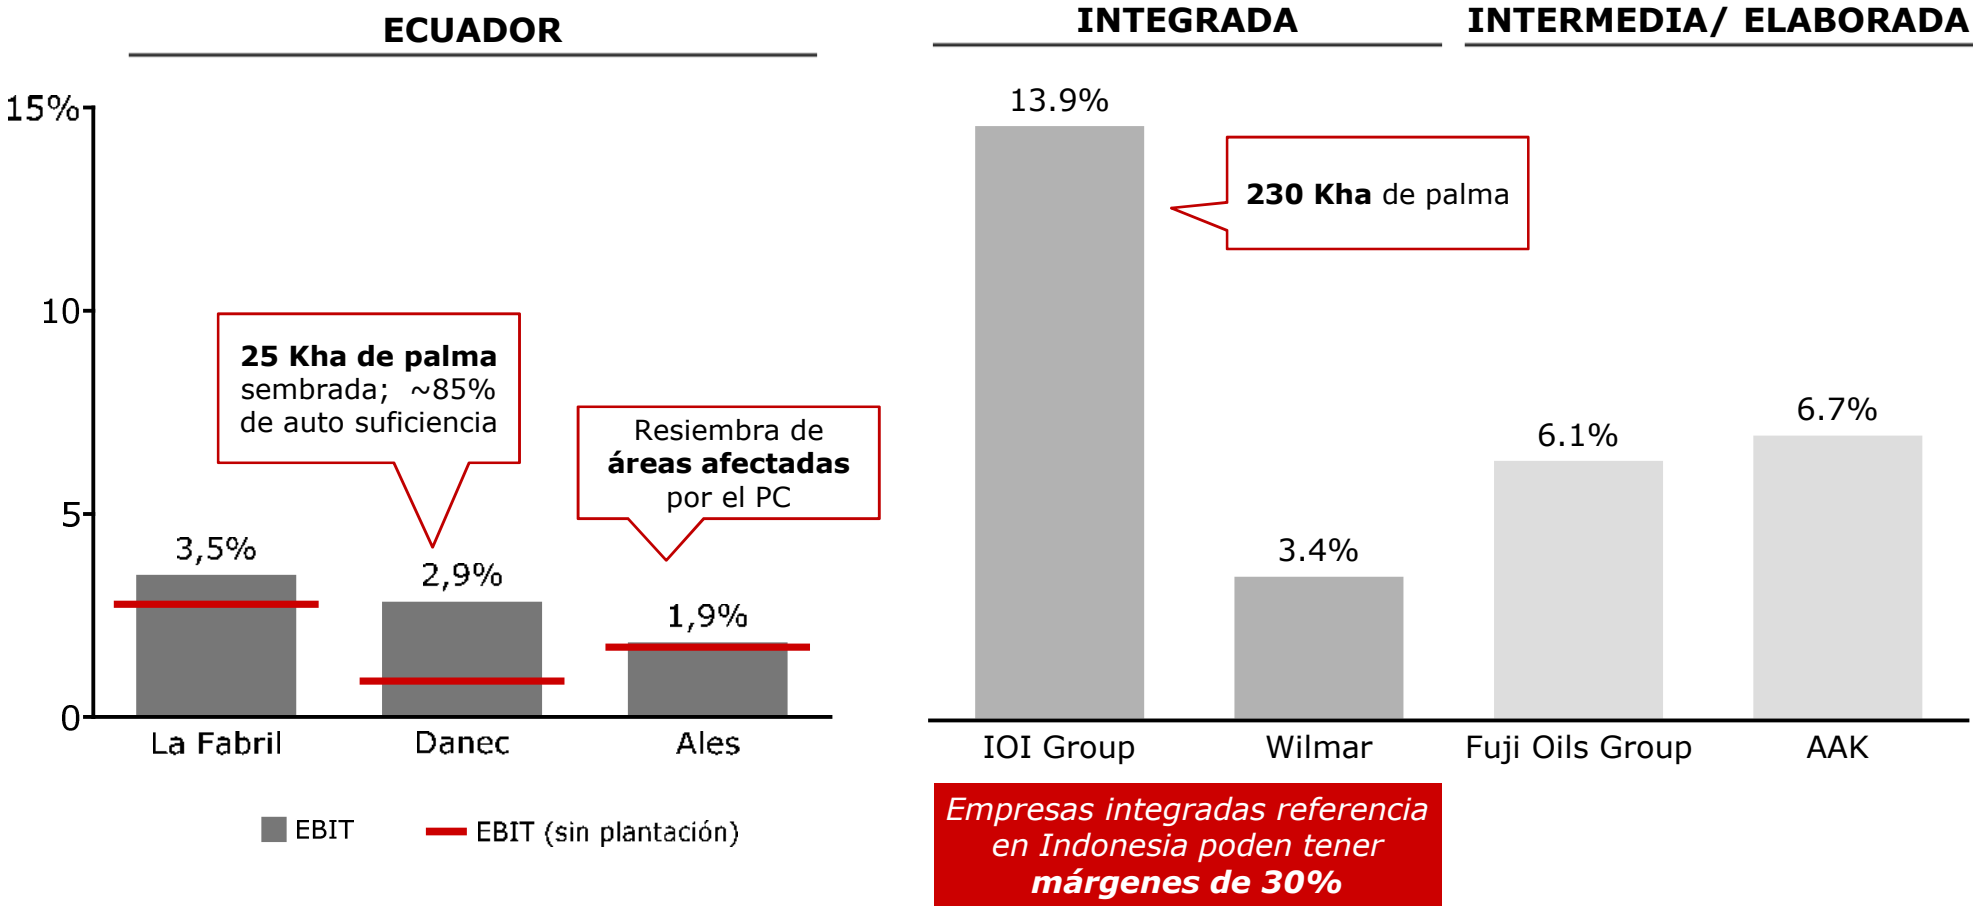 ECUADOR
15%
10
5
0
25 Kha de palma
sembrada; ~85%
de auto suficiencia
Resiembra de
áreas afectadas
por el PC
3,5%
2,9%
1,9%
La Fabril
Danec
Ales
EBIT
EBIT (sin plantación)
INTEGRADA
INTERMEDIA/ ELABORADA
13.9%
230 Kha de palma
3.4%
6.1%
6.7%
IOI Group
Wilmar
Fuji Oils Group
AAK
Empresas integradas referencia
en Indonesia poden tener
márgenes de 30%